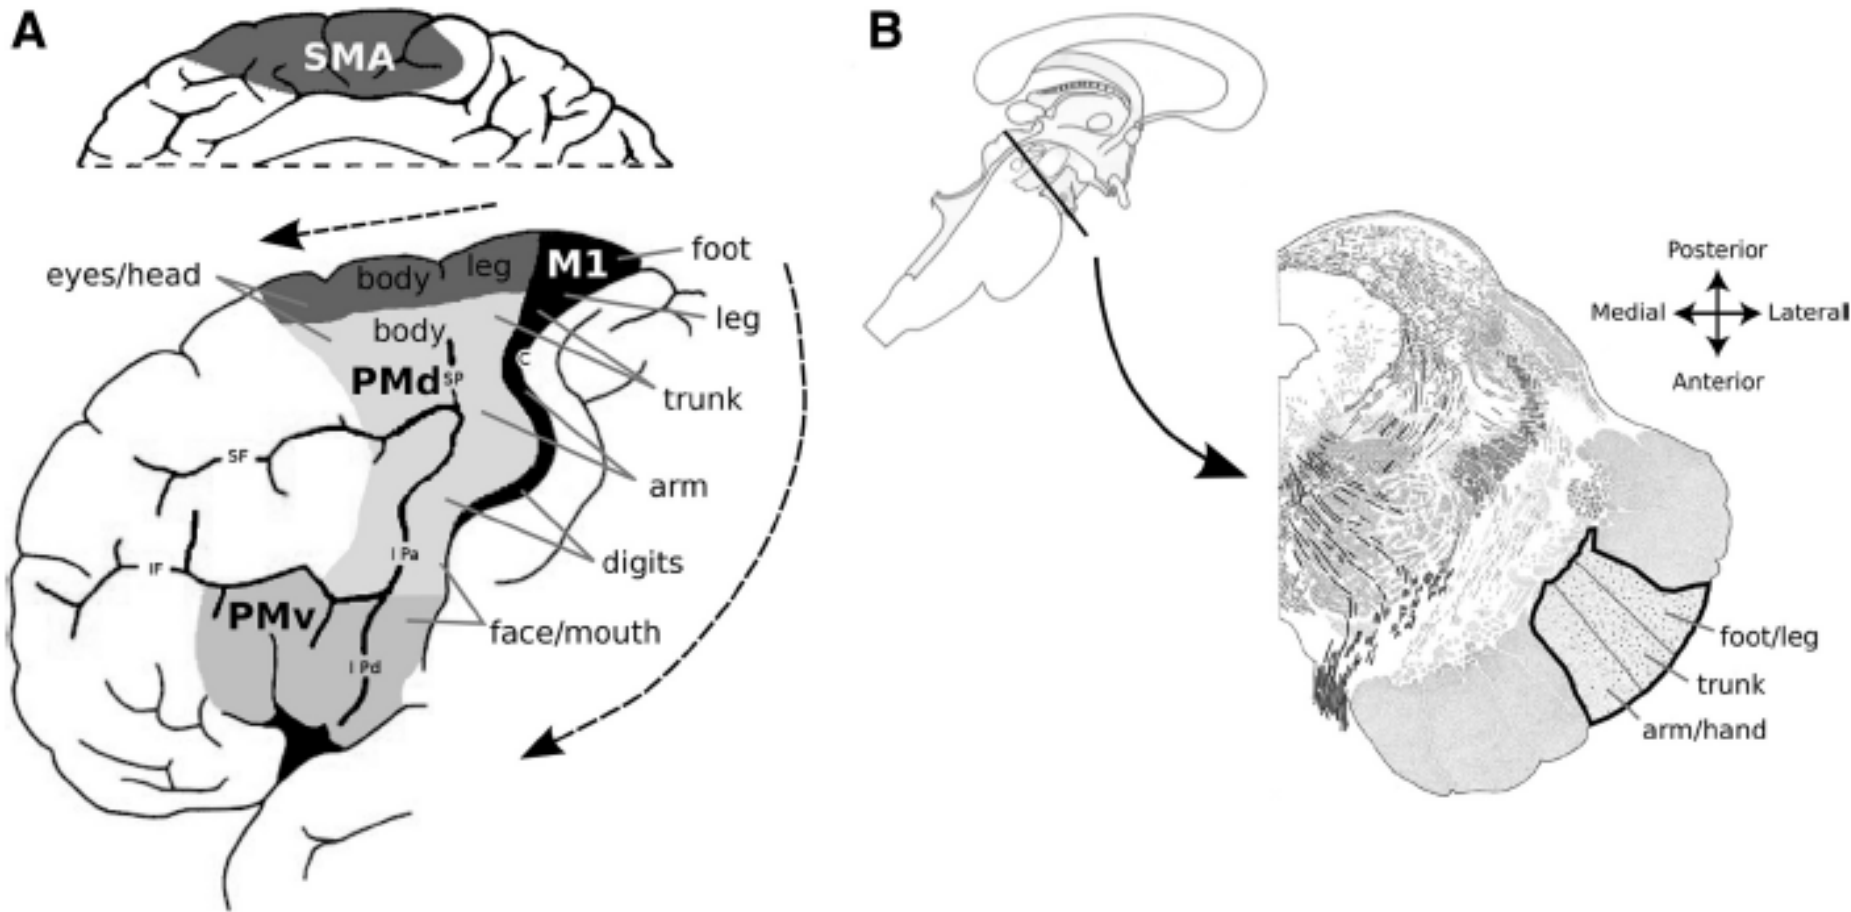 A
SMA
eyes/head
body
leg
M1
foot
leg
body
PMd
SP
C
trunk
SF
arm
I Pa
digits
IF
PMv
face/mouth
I Pd
B
Posterior
Medial
Lateral
Anterior
foot/leg
trunk
arm/hand